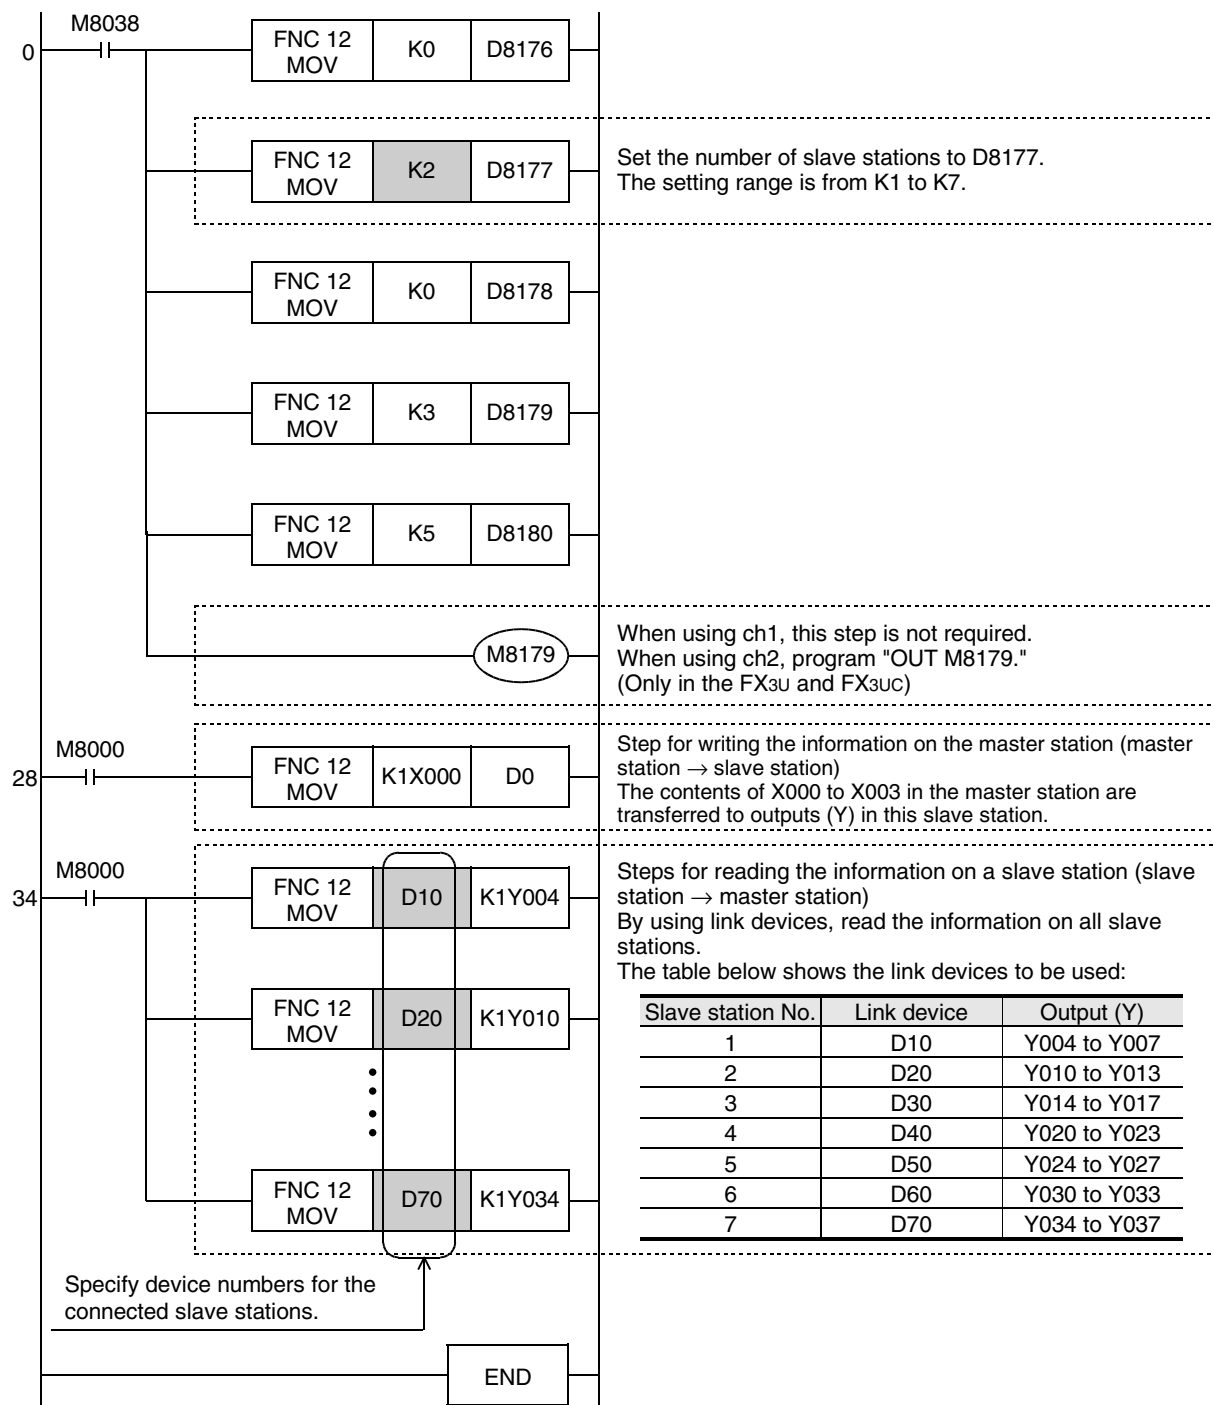 M8038
0
FNC 12
MOV
K0
D8176
FNC 12
MOV
K2
D8177
Set the number of slave stations to D8177.
The setting range is from K1 to K7.
FNC 12
MOV
K0
D8178
FNC 12
MOV
K3
D8179
FNC 12
MOV
K5
D8180
M8179
When using ch1, this step is not required.
When using ch2, program "OUT M8179."
(Only in the FX3U and FX3UC)
M8000
28
FNC 12
MOV
K1X000
D0
Step for writing the information on the master station (master
station → slave station)
The contents of X000 to X003 in the master station are
transferred to outputs (Y) in this slave station.
M8000
34
FNC 12
MOV
D10
K1Y004
FNC 12
MOV
D20
K1Y010
FNC 12
MOV
D70
K1Y034
Steps for reading the information on a slave station (slave
station → master station)
By using link devices, read the information on all slave
stations.
The table below shows the link devices to be used:
Slave station No. Link device Output (Y)
1 D10 Y004 to Y007
2 D20 Y010 to Y013
3 D30 Y014 to Y017
4 D40 Y020 to Y023
5 D50 Y024 to Y027
6 D60 Y030 to Y033
7 D70 Y034 to Y037
Specify device numbers for the
connected slave stations.
END